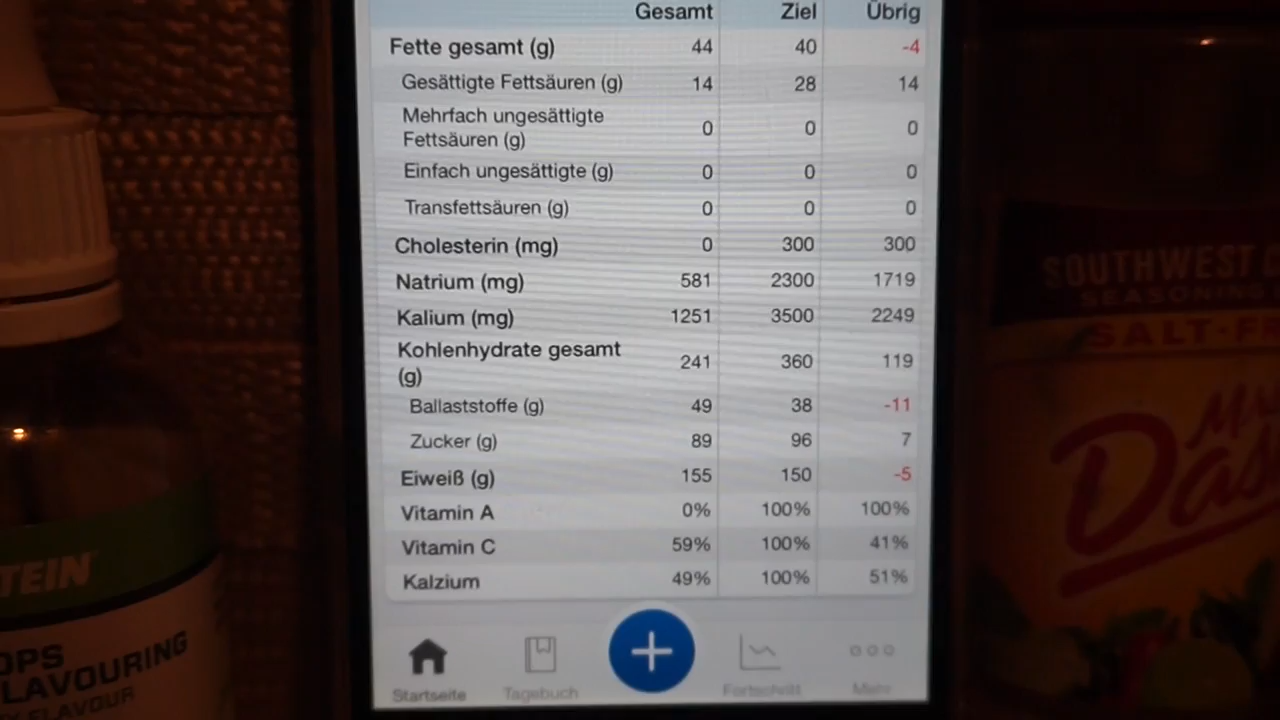 Gesamt Ziel Übrig
Fette gesamt (g) 44 40 -4
Gesättigte Fettsäuren (g) 14 28 14
Mehrfach ungesättigte
Fettsäuren (g) 0 0 0
Einfach ungesättigte (g) 0 0 0
Transfettsäuren (g) 0 0 0
Cholesterin (mg) 0 300 300
Natrium (mg) 581 2300 1719
Kalium (mg) 1251 3500 2249
Kohlenhydrate gesamt
(g) 241 360 119
Ballaststoffe (g) 49 38 -11
Zucker (g) 89 96 7
Eiweiß (g) 155 150 -5
Vitamin A 0% 100% 100%
Vitamin C 59% 100% 41%
Kalzium 49% 100% 51%
Startseite Tagebuch Fortschritt Mehr
TEIN
OPS
LAVOURING
FLAVOUR
SOUTHWEST
SEASONING
SALT-F
Das